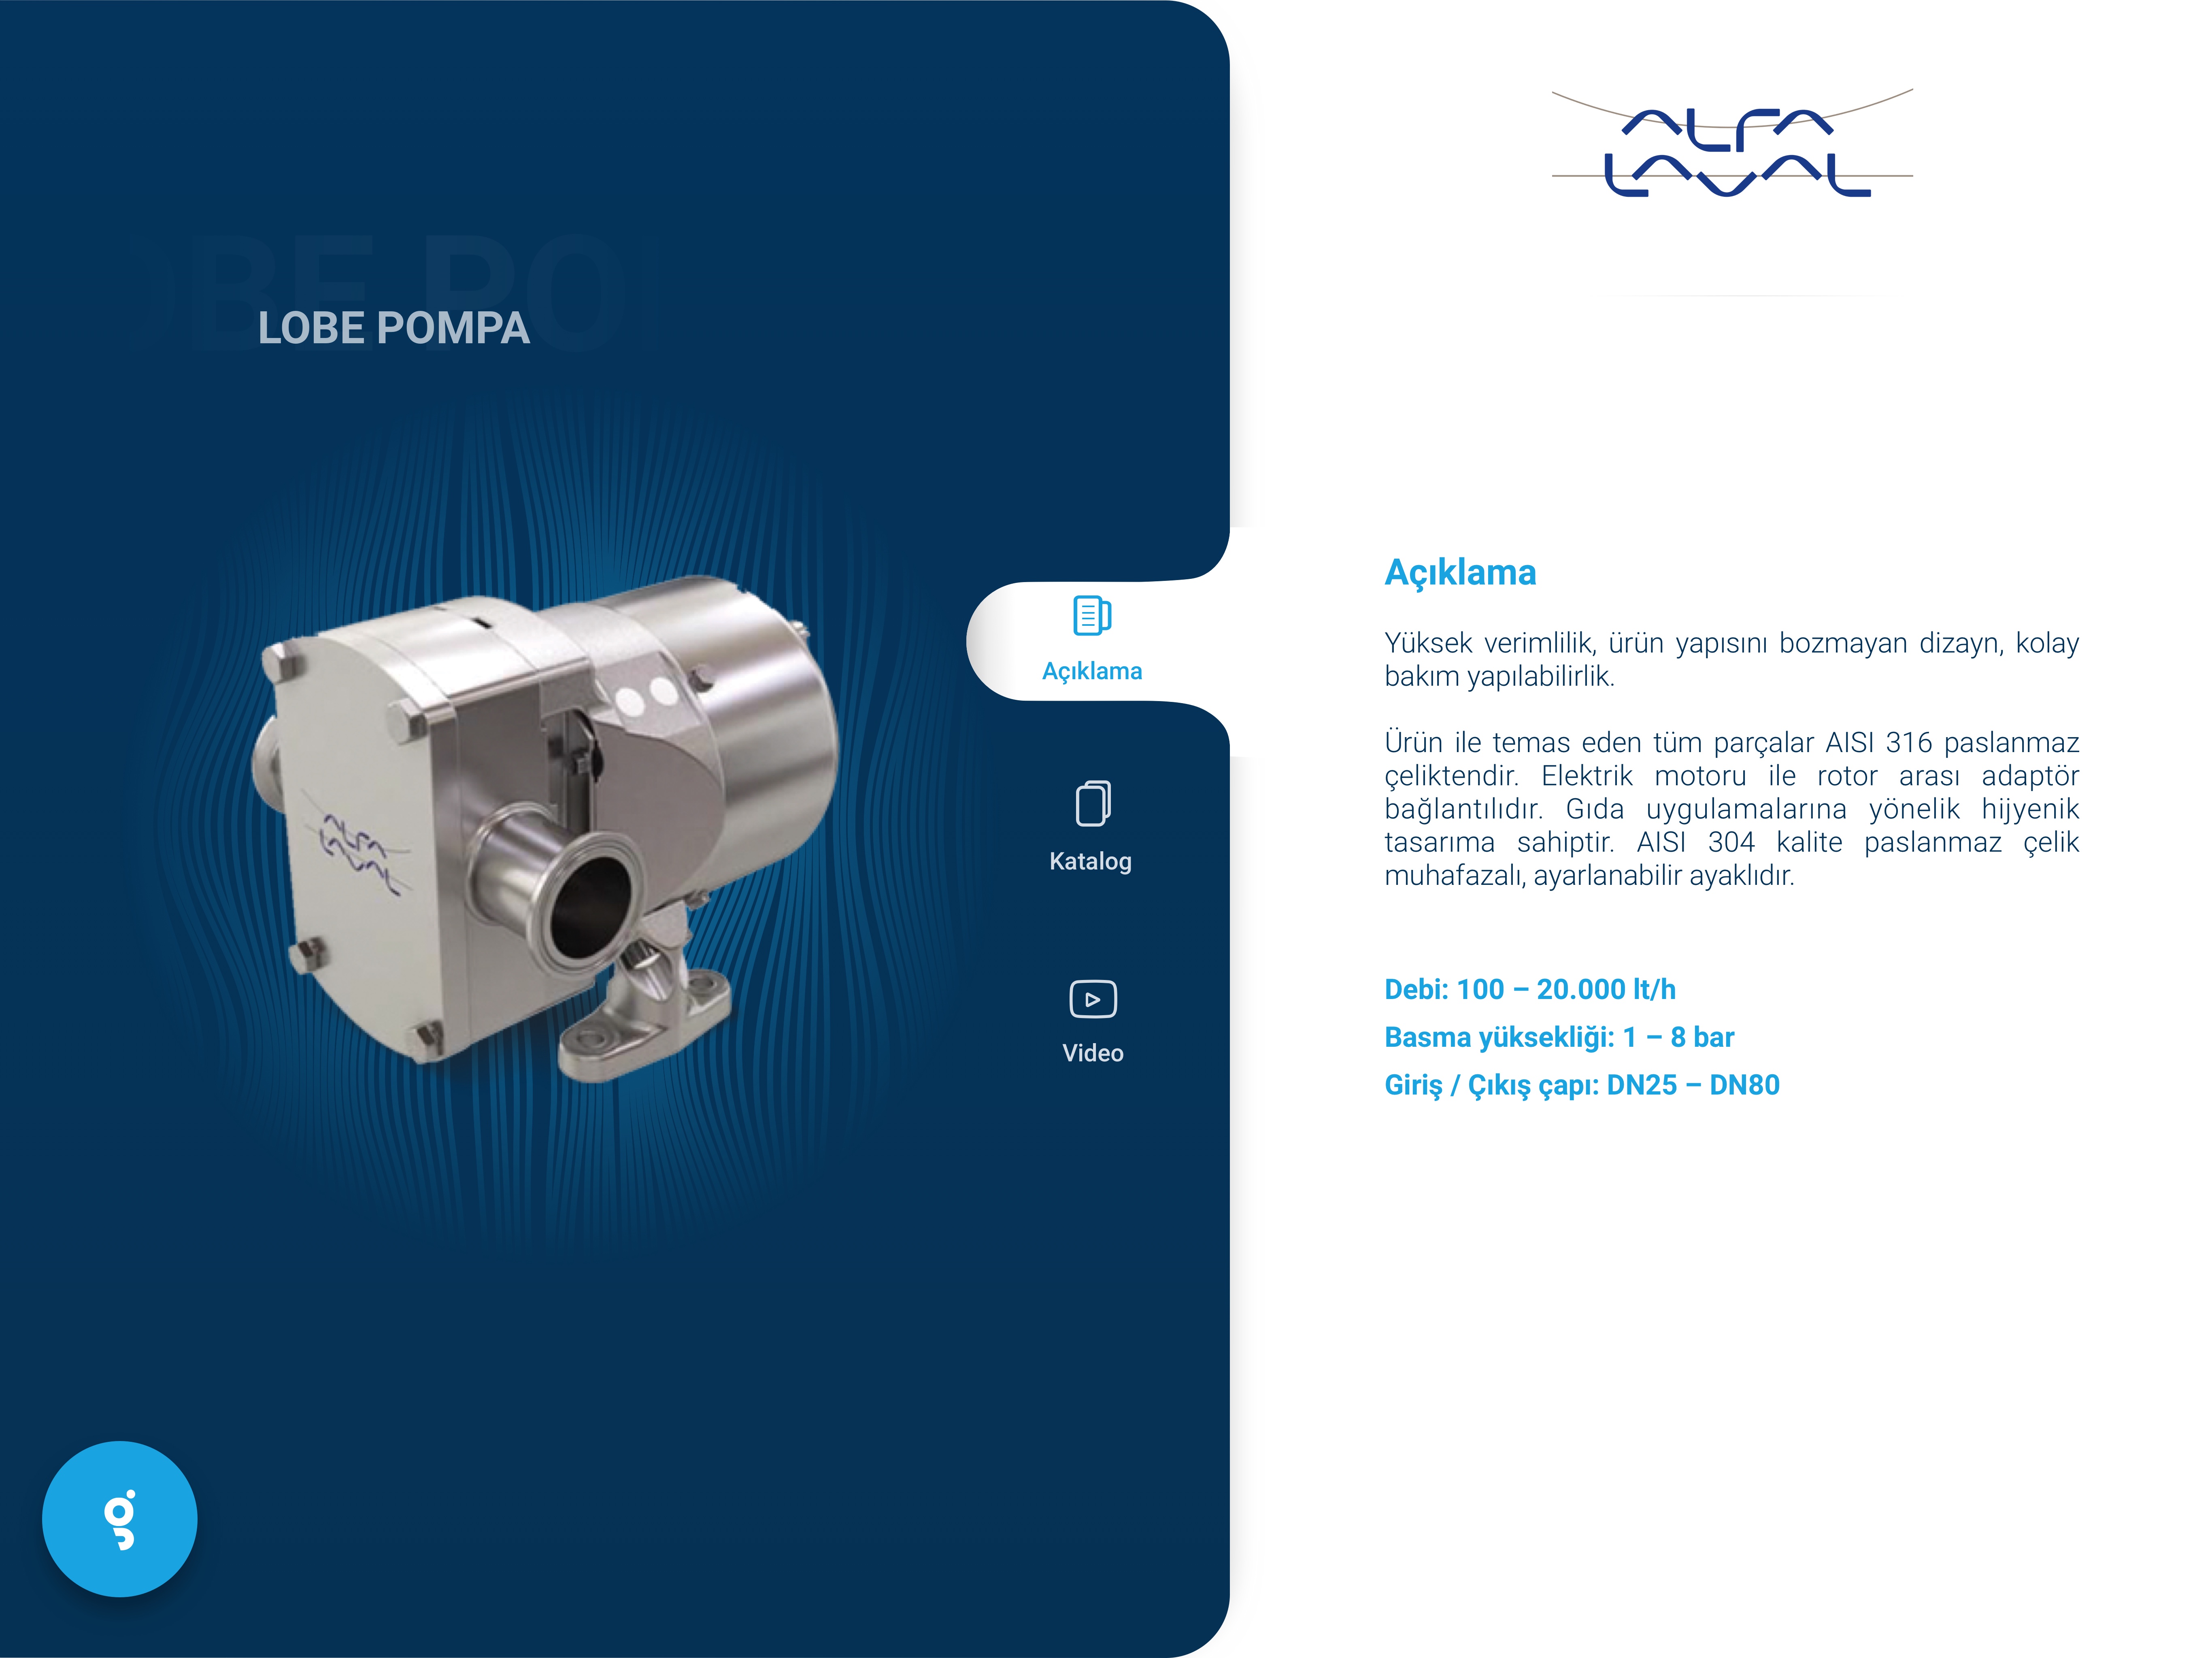 LOBE POMPA
ALFA
LAVAL
Açıklama
Katalog
Video
ALFA
LAVAL
Açıklama
Yüksek verimlilik, ürün yapısını bozmayan dizayn, kolay
bakım yapılabilirlik.
Ürün ile temas eden tüm parçalar AISI 316 paslanmaz
çeliktendir. Elektrik motoru ile rotor arası adaptör
bağlantılıdır. Gıda uygulamalarına yönelik hijyenik
tasarıma sahiptir. AISI 304 kalite paslanmaz çelik
muhafazalı, ayarlanabilir ayaklıdır.
Debi: 100 – 20.000 lt/h
Basma yüksekliği: 1 – 8 bar
Giriş / Çıkış çapı: DN25 – DN80